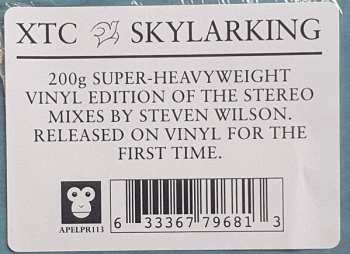 XTC SKYLARKING
200g SUPER-HEAVYWEIGHT
VINYL EDITION OF THE STEREO
MIXES BY STEVEN WILSON.
RELEASED ON VINYL FOR THE
FIRST TIME.
APELPR113
6 33367 79681 3